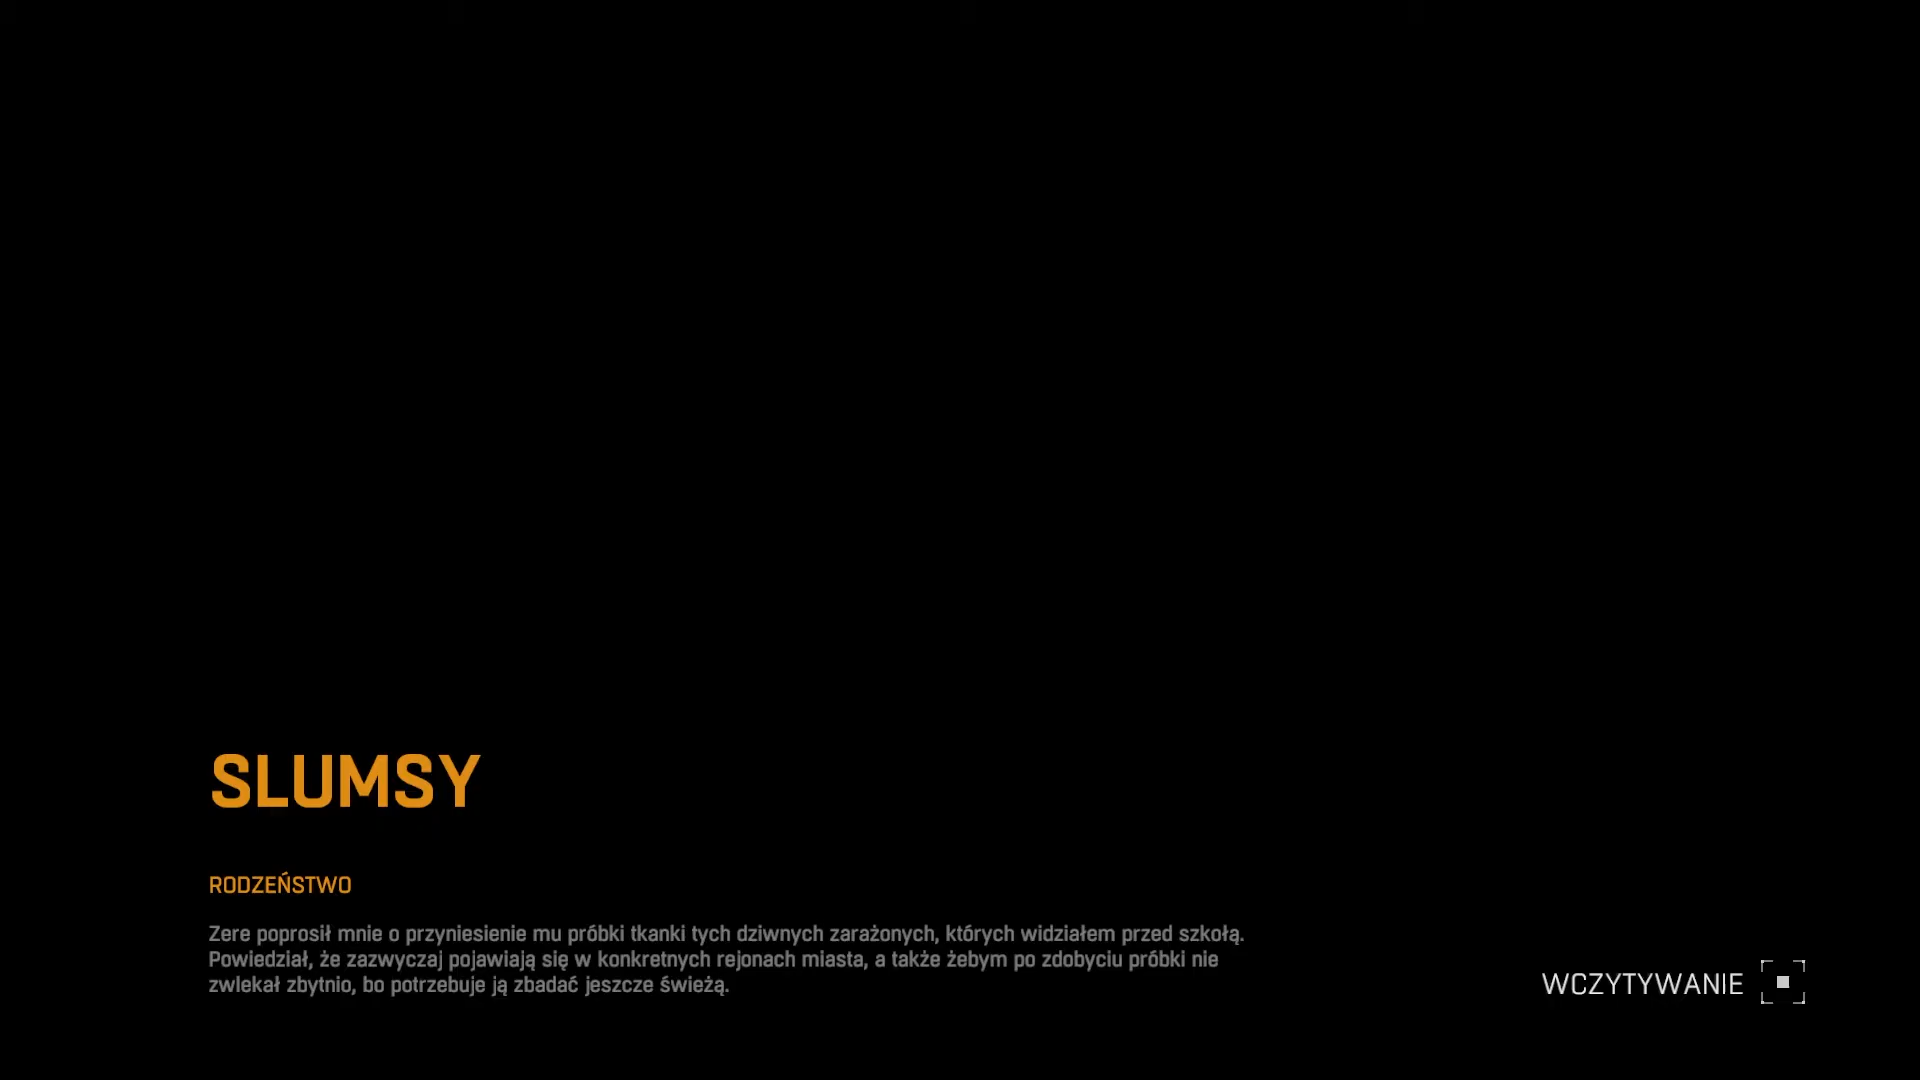 SLUMSY
RODZEŃSTWO
Zere poprosił mnie o przyniesienie mu próbki tkanki tych dziwnych zarażonych, których widziałem przed szkołą.
Powiedział, że zazwyczaj pojawiają się w konkretnych rejonach miasta, a także żebym po zdobyciu próbki nie
zwlekał zbytnio, bo potrzebuje ją zbadać jeszcze świeżą.
WCZYTYWANIE